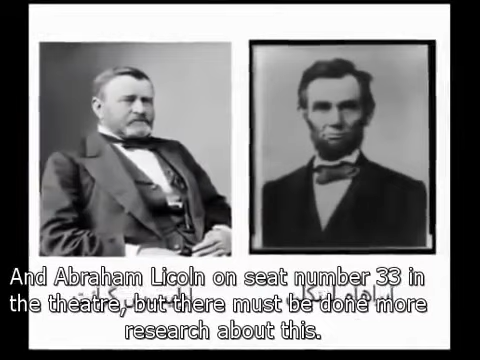 And Abraham Licoln on seat number 33 in
the theatre, but there must be done more
research about this.